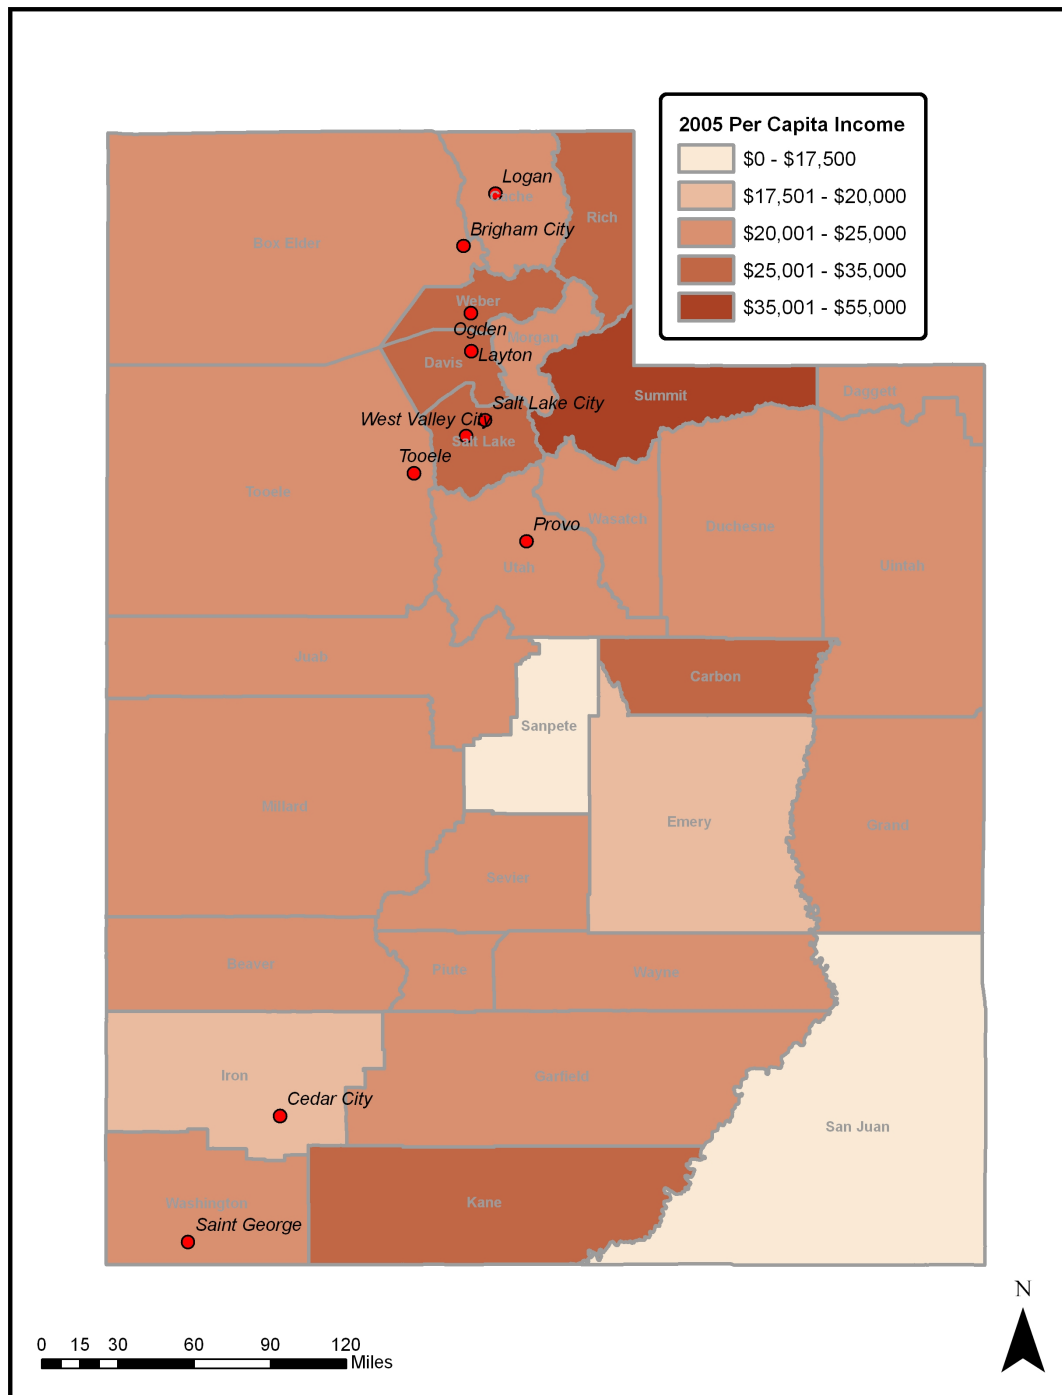 2005 Per Capita Income
$0 - $17,500
$17,501 - $20,000
$20,001 - $25,000
$25,001 - $35,000
$35,001 - $55,000
Logan
Cache
Rich
Brigham City
Box Elder
Weber
Ogden
Morgan
Layton
Davis
Summit
Daggett
Salt Lake City
West Valley City
Salt Lake
Tooele
Tooele
Provo
Wasatch
Duchesne
Utah
Uintah
Juab
Carbon
Sanpete
Millard
Emery
Grand
Sevier
Beaver
Piute
Wayne
Iron
Garfield
Cedar City
San Juan
Washington
Kane
Saint George
N
0 15 30 60 90 120
Miles